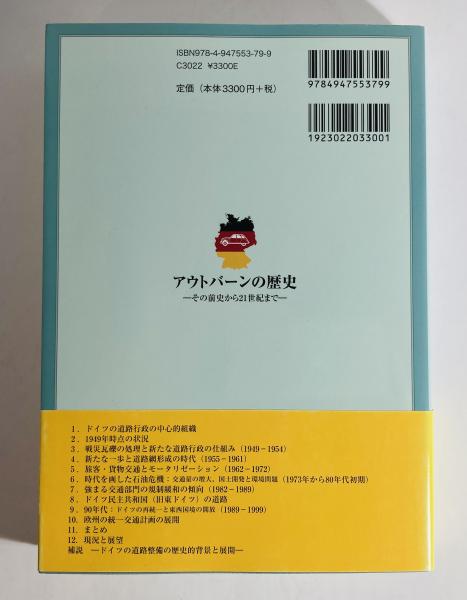 ISBN978-4-947553-79-9
C3022 ¥3300E
定価（本体3300円＋税）
9784947553799
1923022033001
アウトバーンの歴史
―その前史から21世紀まで―
1．ドイツの道路行政の中心的組織
2．1949年時点の状況
3．戦災瓦礫の処理と新たな道路行政の仕組み（1949－1954）
4．新たな一歩と道路網形成の時代（1955－1961）
5．旅客・貨物交通とモータリゼーション（1962－1972）
6．時代を画した石油危機：交通量の増大、国土開発と環境問題（1973年から80年代初期）
7．強まる交通部門の規制緩和の傾向（1982－1989）
8．ドイツ民主共和国（旧東ドイツ）の道路
9．90年代：ドイツの再統一と東西国境の開放（1989－1999）
10．欧州の統一交通計画の展開
11．まとめ
12．現況と展望
補説 ―ドイツの道路整備の歴史的背景と展開―